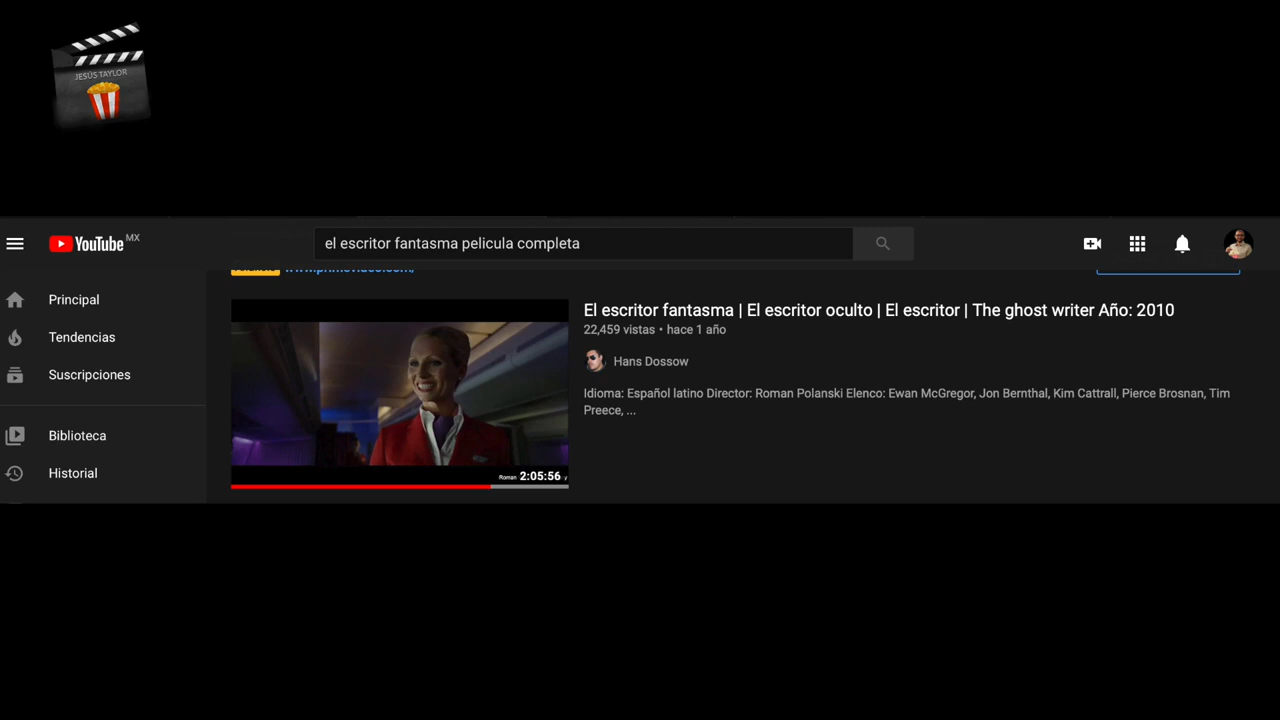 JESÚS TAYLOR
YouTube MX
el escritor fantasma pelicula completa
Principal
Tendencias
Suscripciones
Biblioteca
Historial
El escritor fantasma | El escritor oculto | El escritor | The ghost writer Año: 2010
22,459 vistas • hace 1 año
Hans Dossow
Idioma: Español latino Director: Roman Polanski Elenco: Ewan McGregor, Jon Bernthal, Kim Cattrall, Pierce Brosnan, Tim
Preece, ...
Roman 2:05:56